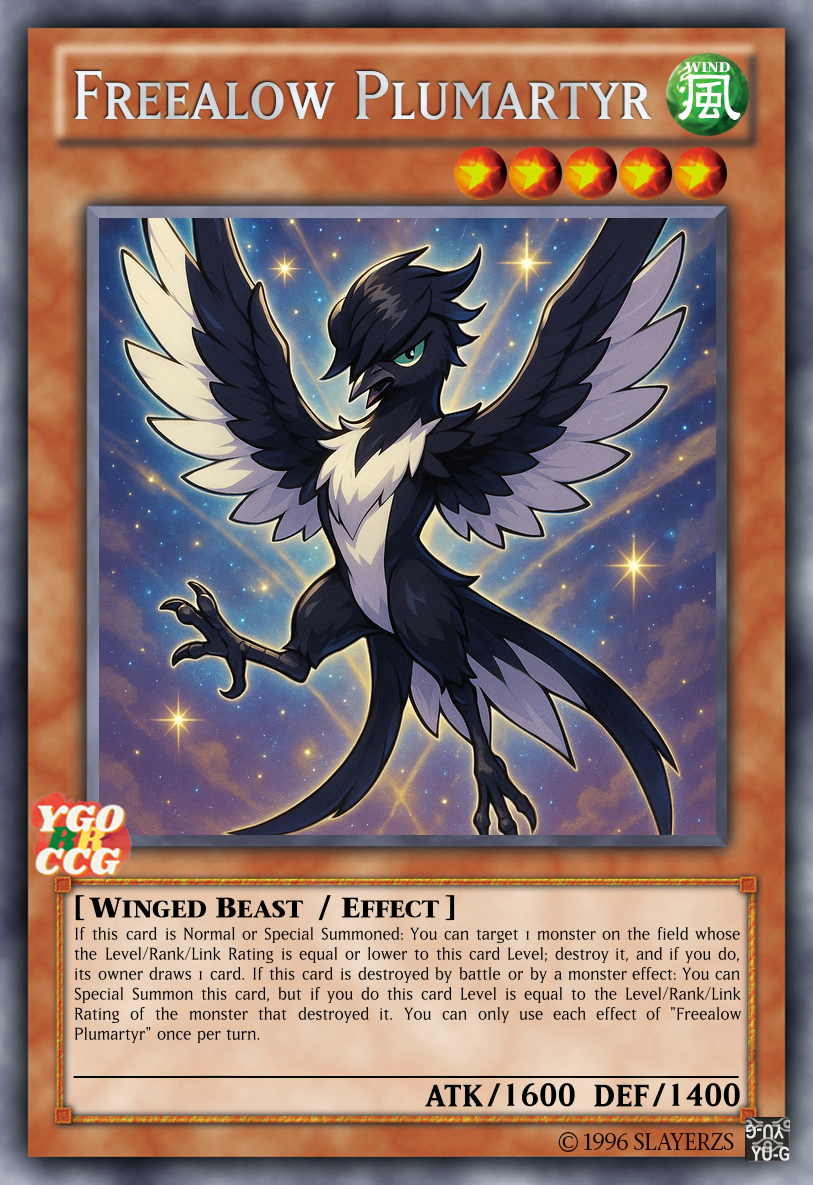 Freealow Plumartyr
WIND
風
YGO
RR
CCG
[ Winged Beast / Effect ]
If this card is Normal or Special Summoned: You can target 1 monster on the field whose
the Level/Rank/Link Rating is equal or lower to this card Level; destroy it, and if you do,
its owner draws 1 card. If this card is destroyed by battle or by a monster effect: You can
Special Summon this card, but if you do this card Level is equal to the Level/Rank/Link
Rating of the monster that destroyed it. You can only use each effect of "Freealow
Plumartyr" once per turn.
ATK/1600 DEF/1400
© 1996 SLAYERZS
YU-G
YU-G